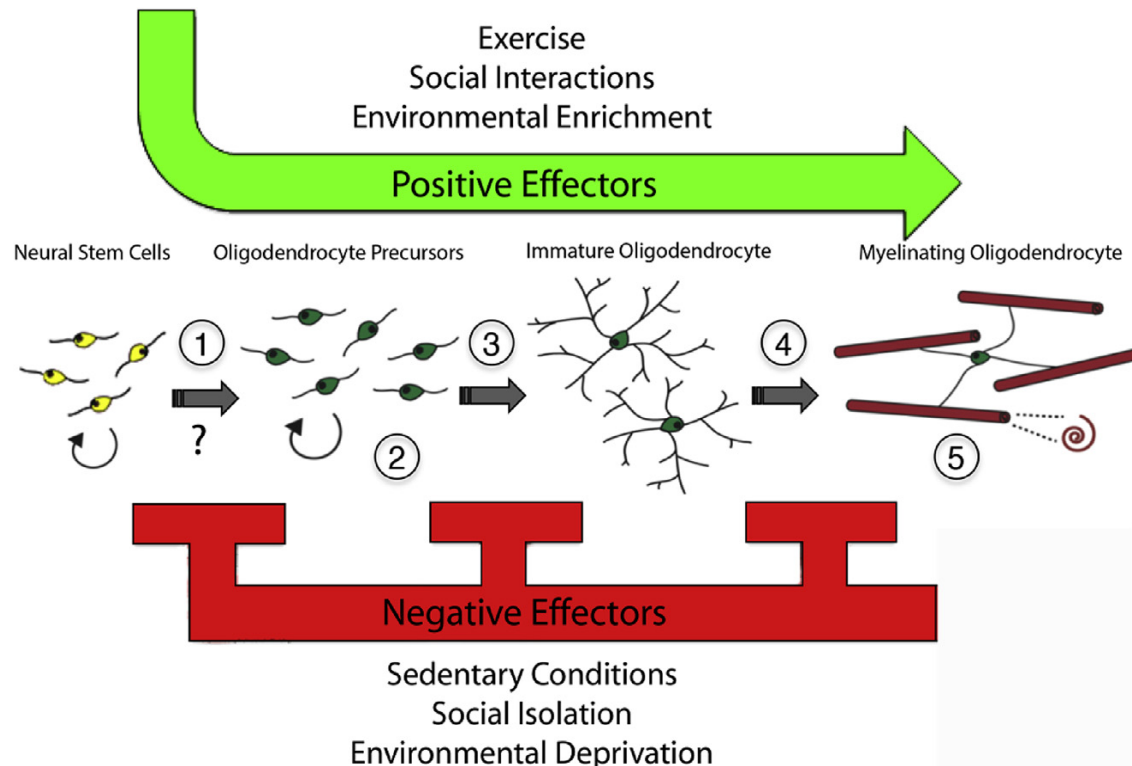 Exercise
Social Interactions
Environmental Enrichment
Positive Effectors
Neural Stem Cells
Oligodendrocyte Precursors
Immature Oligodendrocyte
Myelinating Oligodendrocyte
1
3
4
?
2
5
Negative Effectors
Sedentary Conditions
Social Isolation
Environmental Deprivation